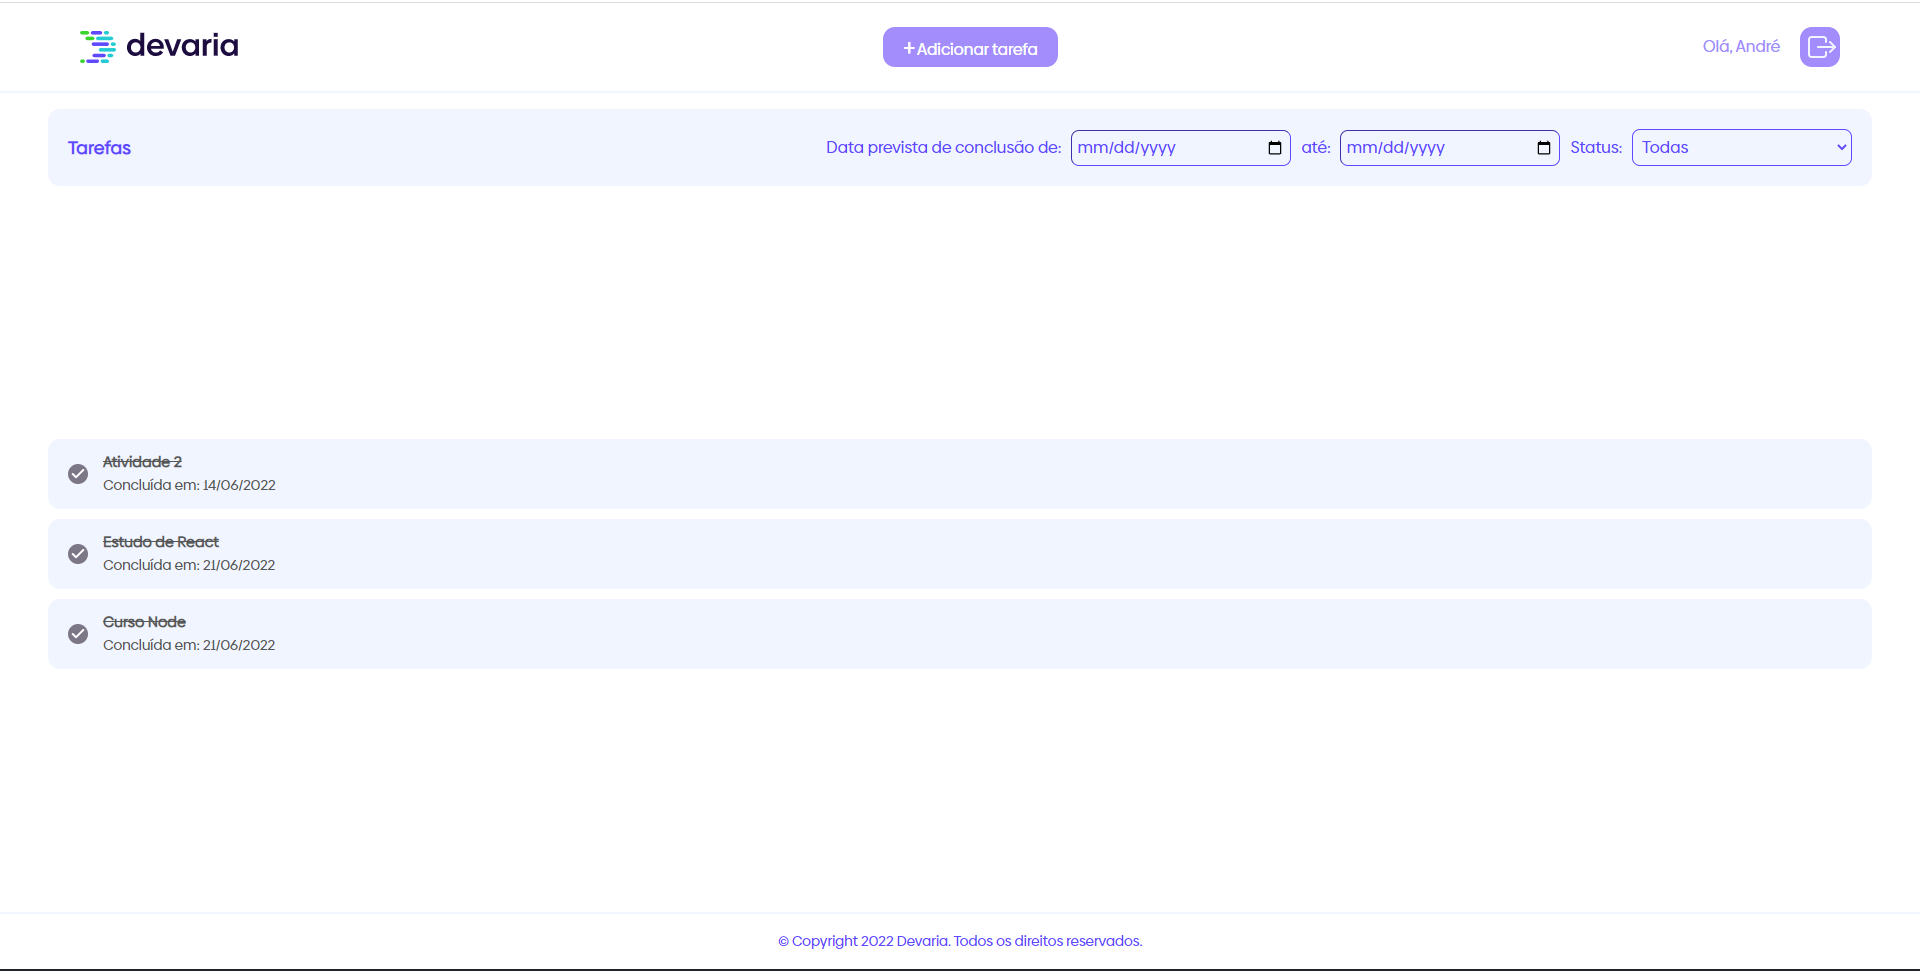 devaria
+Adicionar tarefa
Olá, André
Tarefas
Data prevista de conclusão de: mm/dd/yyyy até: mm/dd/yyyy Status: Todas
Atividade 2
Concluída em: 14/06/2022
Estudo de React
Concluída em: 21/06/2022
Curso Node
Concluída em: 21/06/2022
© Copyright 2022 Devaria. Todos os direitos reservados.